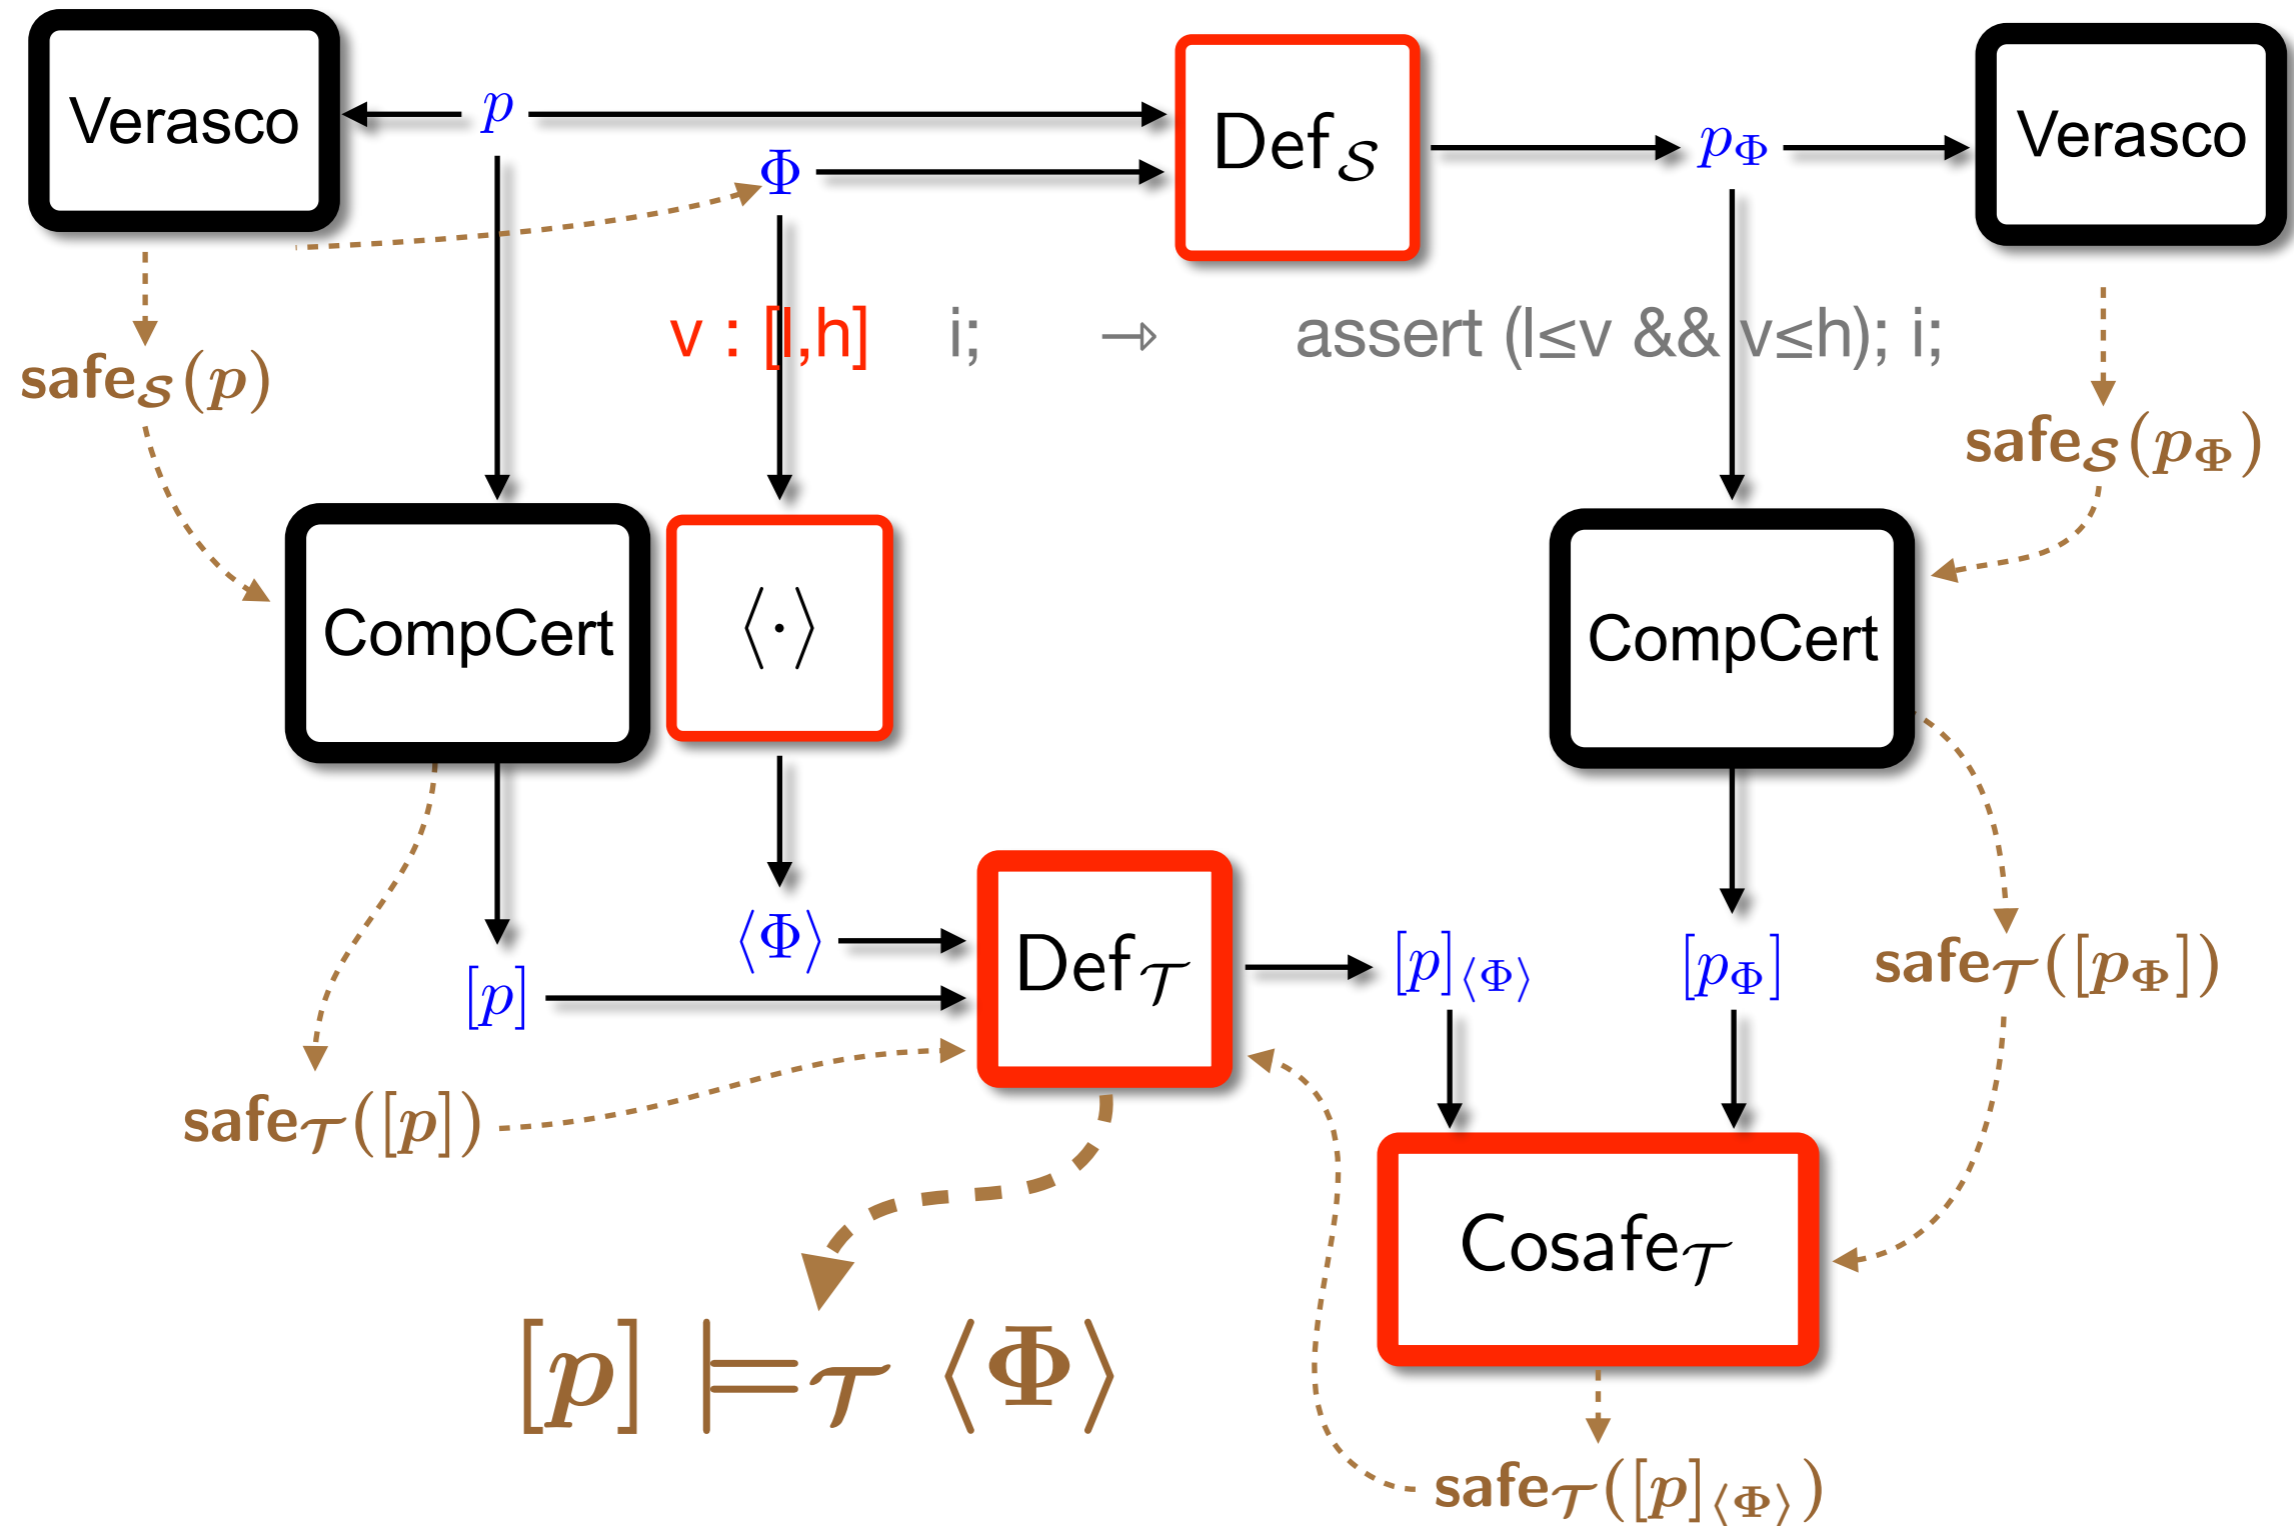 Verasco
p
Def𝒮
p_Φ
Verasco
Φ
v : [l,h] i; → assert (l≤v && v≤h); i;
safe𝒮(p)
safe𝒮(p_Φ)
CompCert
⟨·⟩
CompCert
⟨Φ⟩
[p]
Def𝒯
[p]_⟨Φ⟩
[p_Φ]
safe𝒯([p_Φ])
safe𝒯([p])
Cosafe𝒯
[p] ⊨𝒯 ⟨Φ⟩
safe𝒯([p]_⟨Φ⟩)